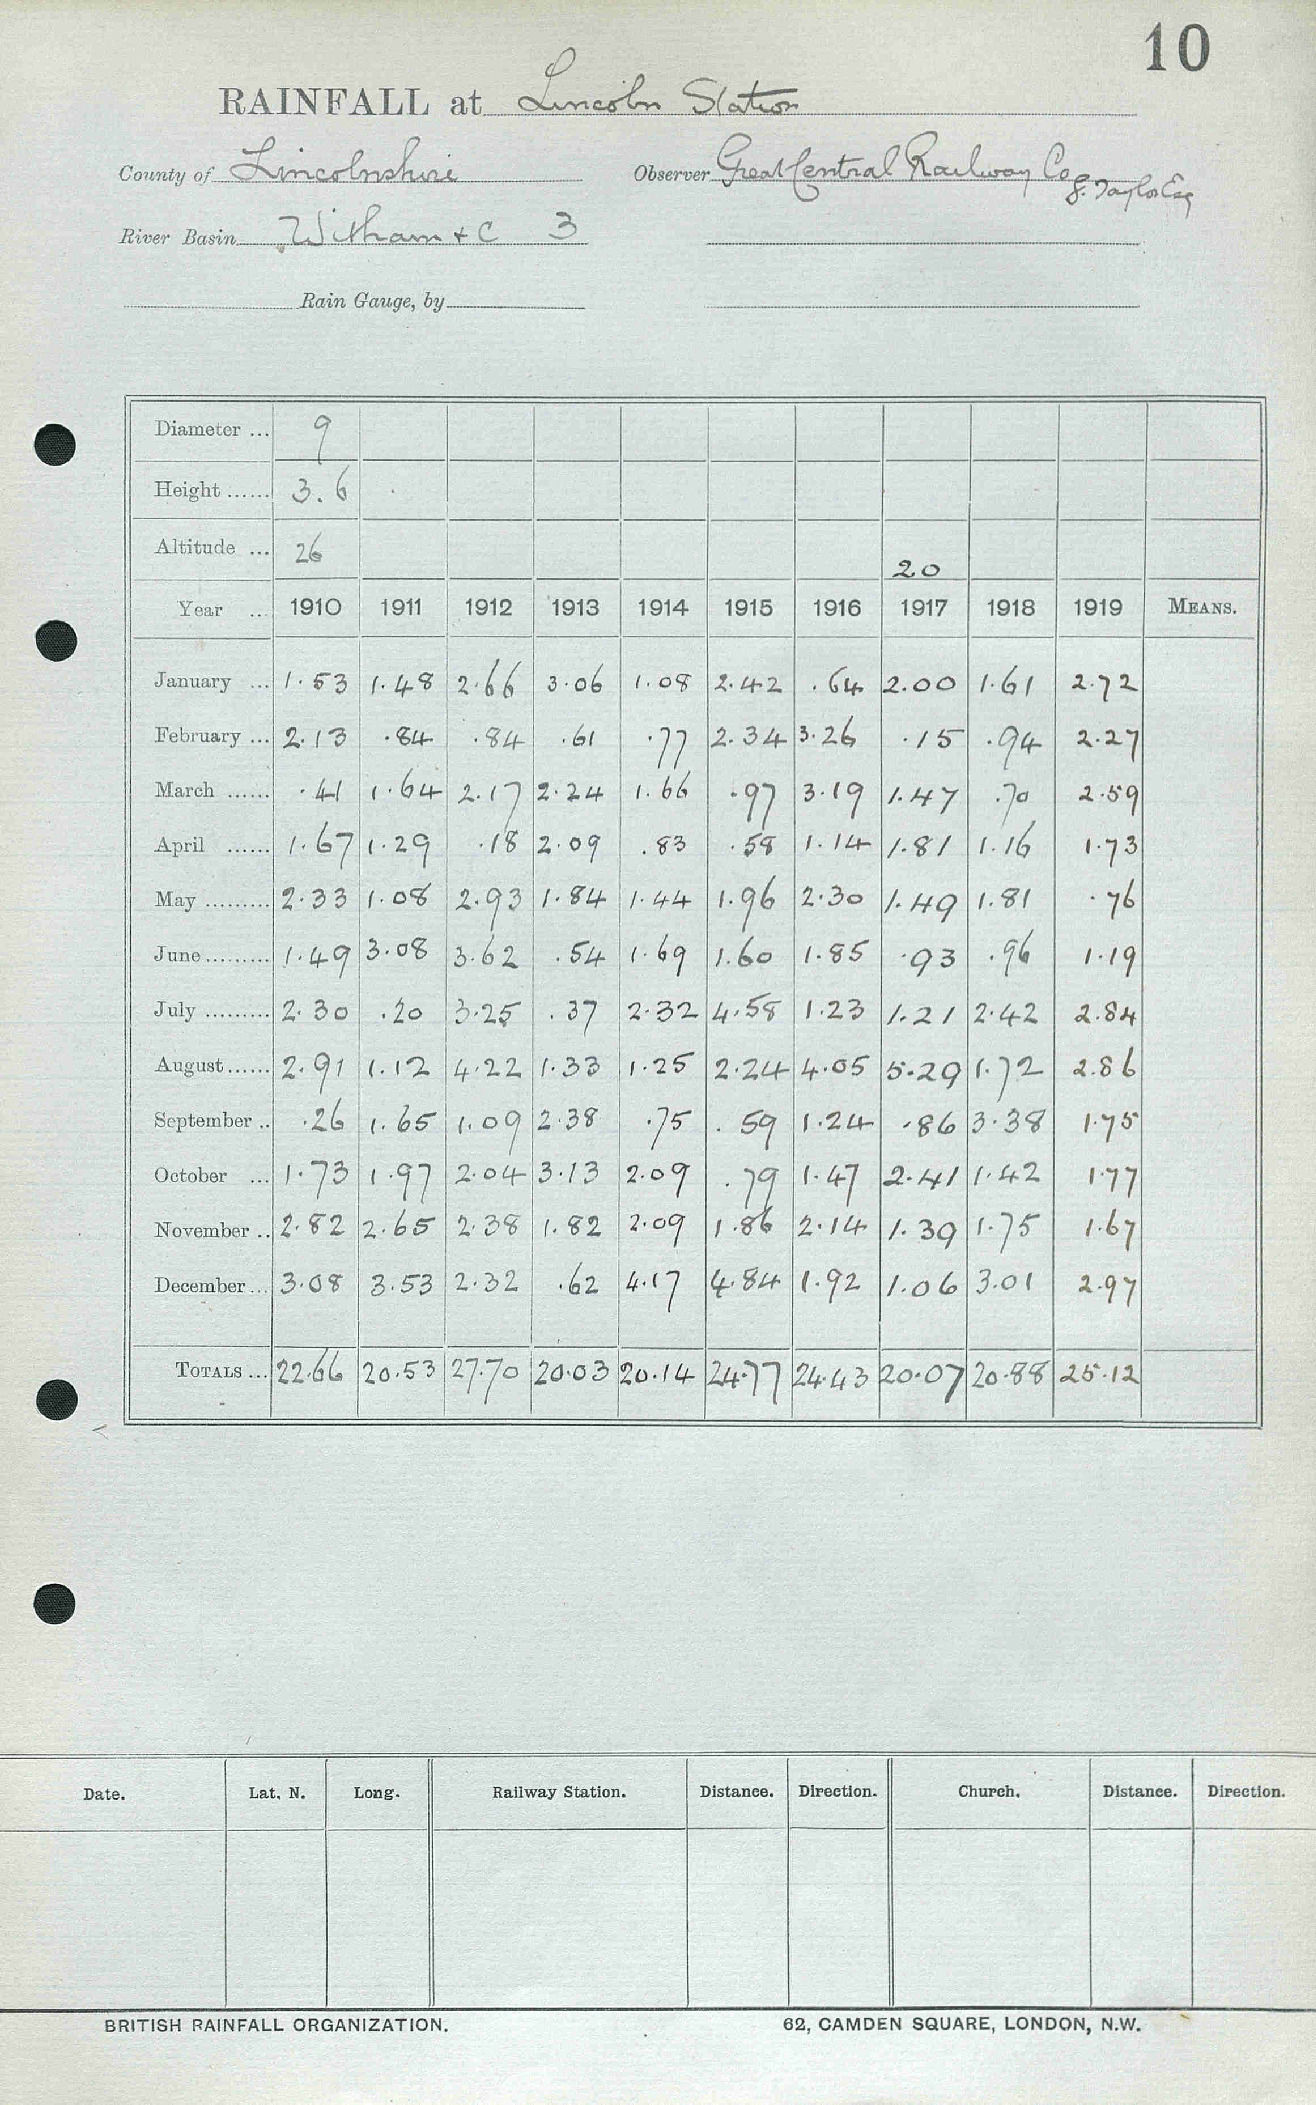 10
RAINFALL at Lincoln Station
County of Lincolnshire Observer Great Central Railway Co
J. Taylor Esq
River Basin Witham + C 3
Rain Gauge, by
Diameter ... 9
Height ...... 3.6
Altitude ... 26 20
Year ... 1910 1911 1912 1913 1914 1915 1916 1917 1918 1919 MEANS.
January ... 1.53 1.48 2.66 3.06 1.08 2.42 .64 2.00 1.61 2.72
February ... 2.13 .84 .84 .61 .77 2.34 3.26 .15 .94 2.27
March ...... .41 1.64 2.17 2.24 1.66 .97 3.19 1.47 .70 2.59
April ...... 1.67 1.29 .18 2.09 .83 .58 1.14 1.81 1.16 1.73
May ......... 2.33 1.08 2.93 1.84 1.44 1.96 2.30 1.49 1.81 .76
June ......... 1.49 3.08 3.62 .54 1.69 1.60 1.85 .93 .96 1.19
July ......... 2.30 .20 3.25 .37 2.32 4.58 1.23 1.21 2.42 2.84
August ...... 2.91 1.12 4.22 1.33 1.25 2.24 4.05 5.29 1.72 2.86
September .. .26 1.65 1.09 2.38 .75 .59 1.24 .86 3.38 1.75
October ... 1.73 1.97 2.04 3.13 2.09 .79 1.47 2.41 1.42 1.77
November .. 2.82 2.65 2.38 1.82 2.09 1.86 2.14 1.39 1.75 1.67
December ... 3.08 3.53 2.32 .62 4.17 4.84 1.92 1.06 3.01 2.97
TOTALS ... 22.66 20.53 27.70 20.03 20.14 24.77 24.43 20.07 20.88 25.12
Date. Lat. N. Long. Railway Station. Distance. Direction. Church. Distance. Direction.
BRITISH RAINFALL ORGANIZATION. 62, CAMDEN SQUARE, LONDON, N.W.